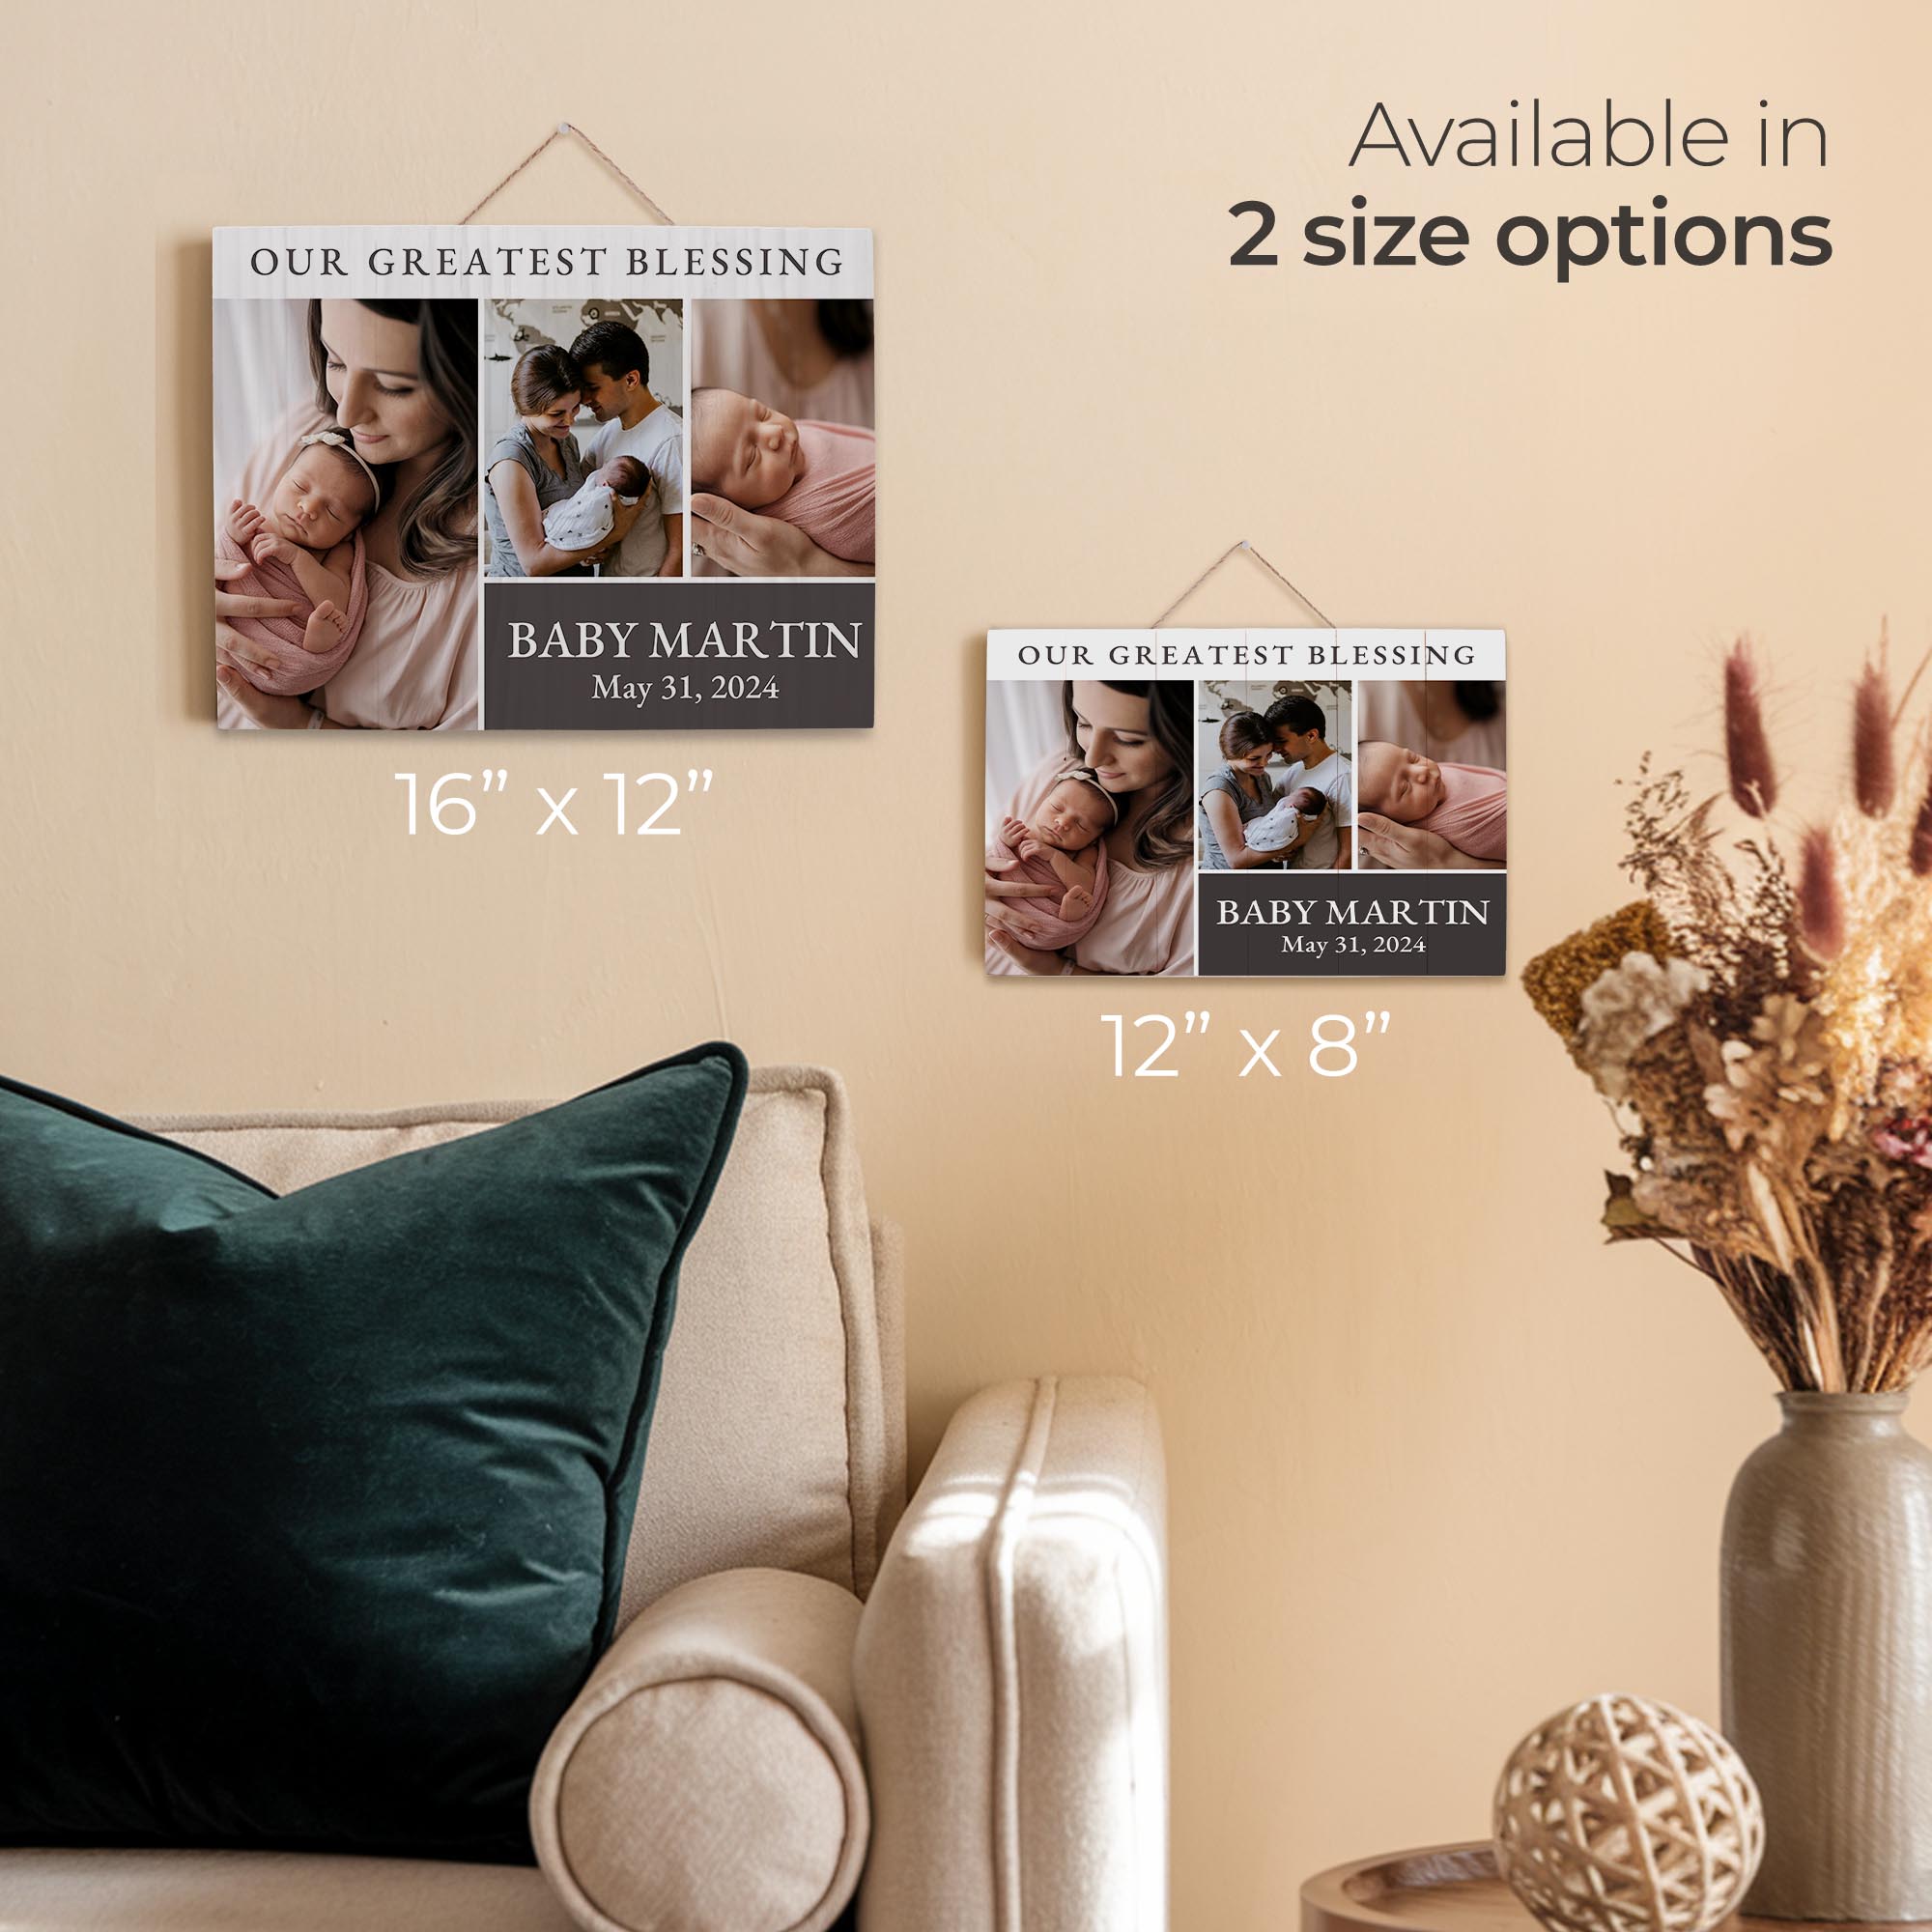 Available in
2 size options
OUR GREATEST BLESSING
BABY MARTIN
May 31, 2024
16” x 12”
OUR GREATEST BLESSING
BABY MARTIN
May 31, 2024
12” x 8”